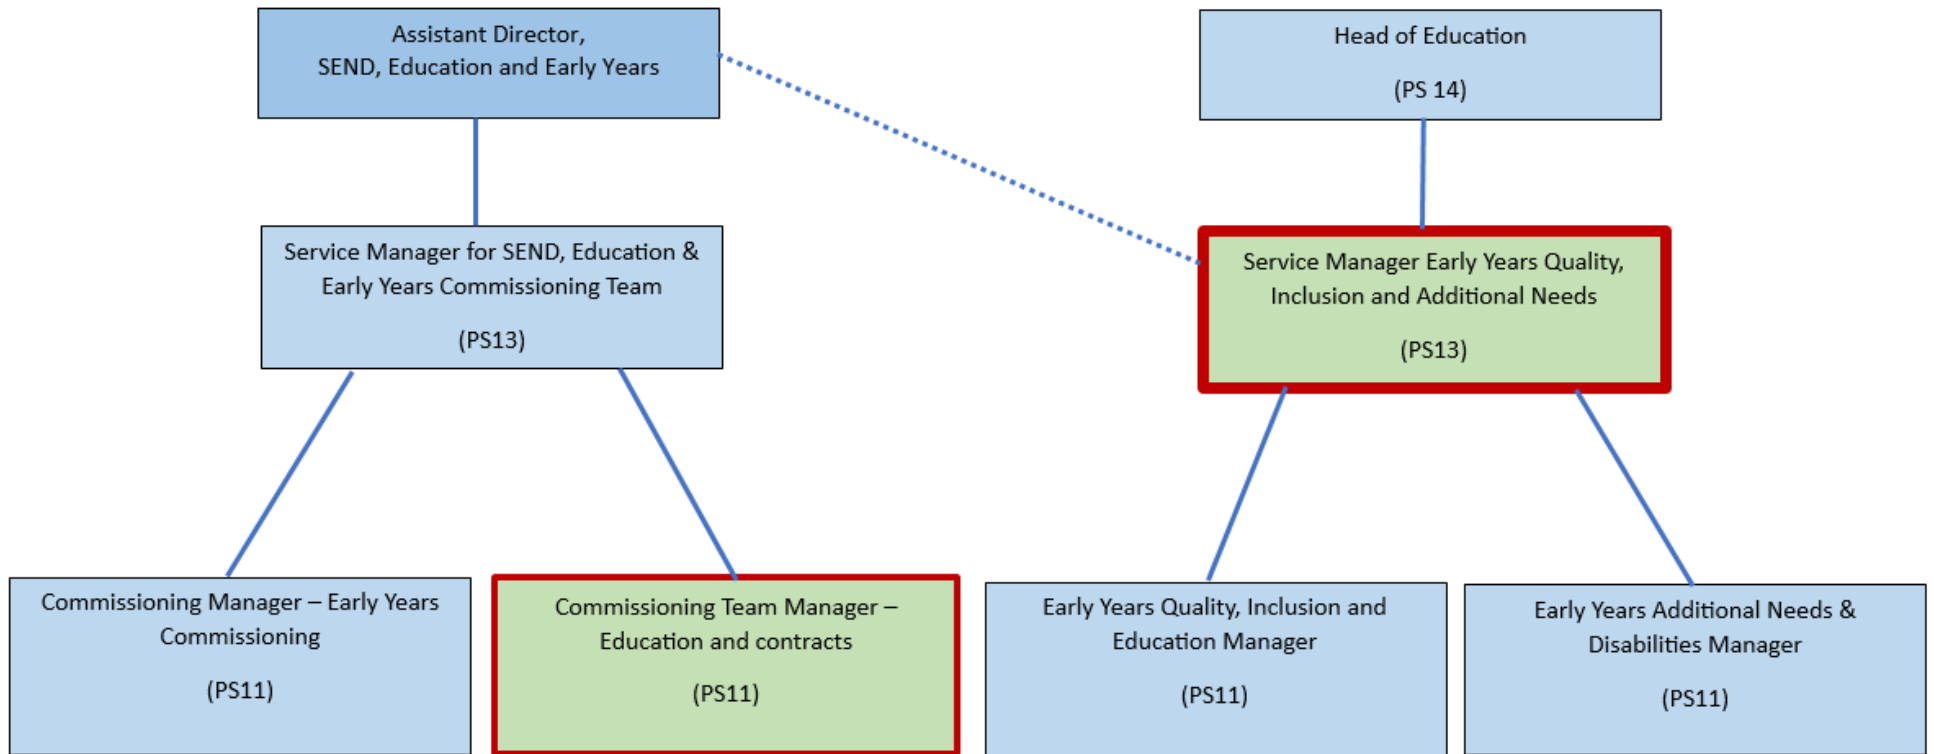 Assistant Director,
SEND, Education and Early Years
Head of Education
(PS 14)
Service Manager for SEND, Education &
Early Years Commissioning Team
(PS13)
Service Manager Early Years Quality,
Inclusion and Additional Needs
(PS13)
Commissioning Manager – Early Years
Commissioning
(PS11)
Commissioning Team Manager –
Education and contracts
(PS11)
Early Years Quality, Inclusion and
Education Manager
(PS11)
Early Years Additional Needs &
Disabilities Manager
(PS11)